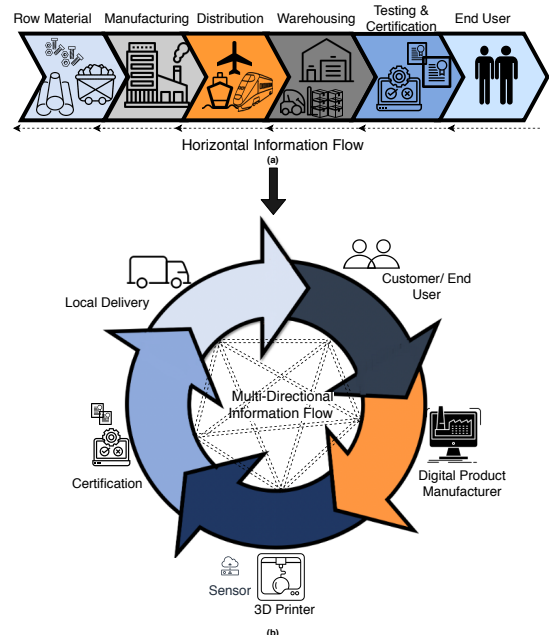 Row Material Manufacturing Distribution Warehousing Testing & Certification End User
Horizontal Information Flow
(a)
Local Delivery
Customer/ End
User
Multi-Directional
Information Flow
Certification
Digital Product
Manufacturer
Sensor
3D Printer
(b)